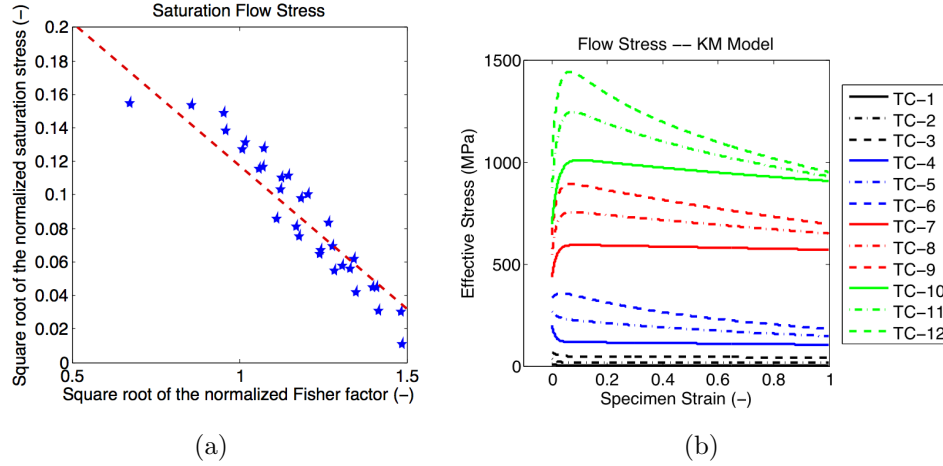 Saturation Flow Stress
Square root of the normalized saturation stress (−)
0.2
0.18
0.16
0.14
0.12
0.1
0.08
0.06
0.04
0.02
0
0.5
1
1.5
Square root of the normalized Fisher factor (−)
(a)
Flow Stress −− KM Model
Effective Stress (MPa)
1500
1000
500
0
0
0.2
0.4
0.6
0.8
1
Specimen Strain (−)
TC−1
TC−2
TC−3
TC−4
TC−5
TC−6
TC−7
TC−8
TC−9
TC−10
TC−11
TC−12
(b)